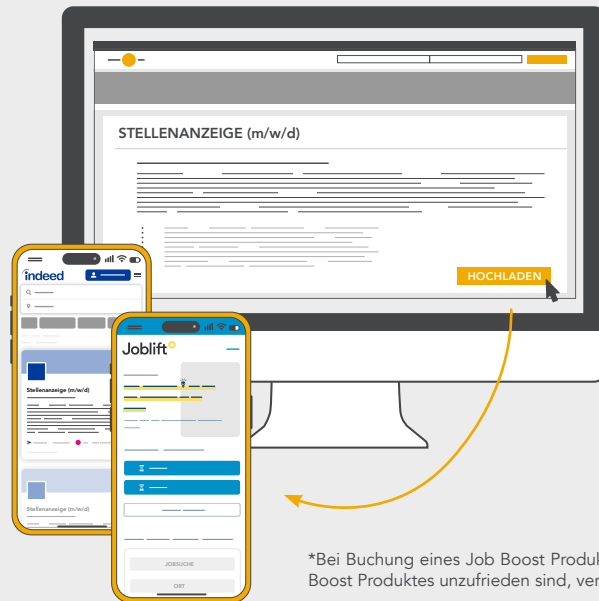 STELLENANZEIGE (m/w/d)
HOCHLADEN
indeed
Stellenanzeige (m/w/d)
Stellenanzeige (m/w/d)
Joblift
JOBSUCHE
ORT
*Bei Buchung eines Job Boost Produk
Boost Produktes unzufrieden sind, ver